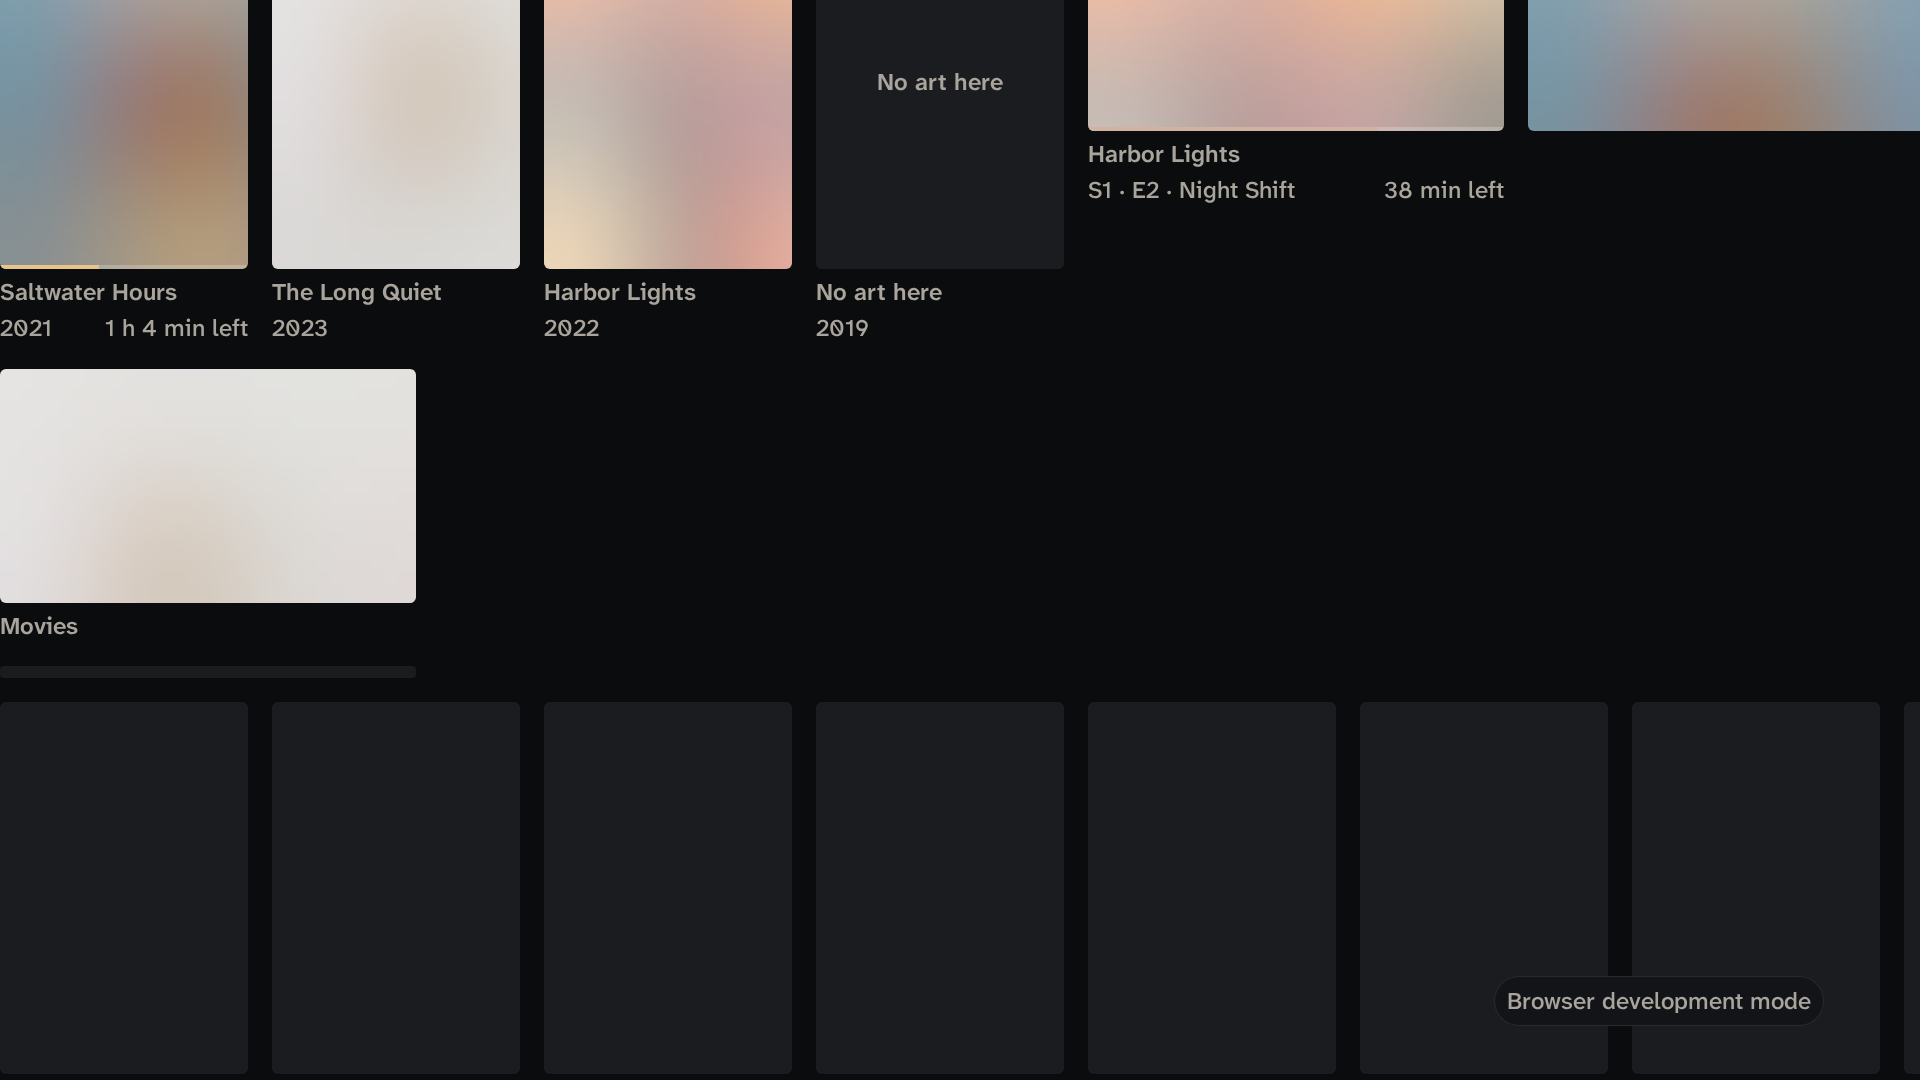 No art here
Harbor Lights
S1 · E2 · Night Shift 38 min left
Saltwater Hours
2021 1 h 4 min left
The Long Quiet
2023
Harbor Lights
2022
No art here
2019
Movies
Browser development mode